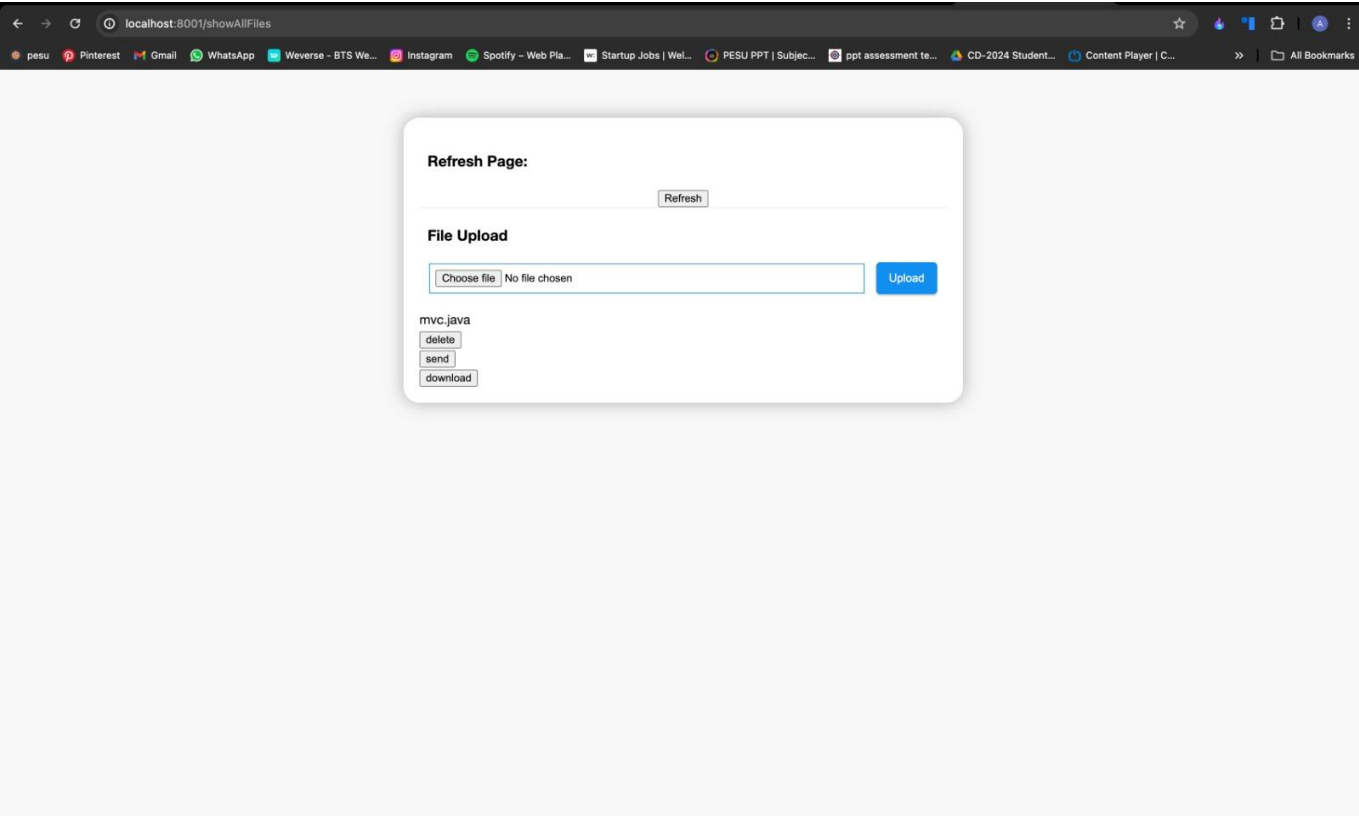 localhost:8001/showAllFiles
A
pesu Pinterest Gmail WhatsApp Weverse - BTS We... Instagram Spotify – Web Pla... w: Startup Jobs | Wel... PESU PPT | Subjec... ppt assessment te... CD-2024 Student... Content Player | C... » All Bookmarks
Refresh Page:
Refresh
File Upload
Choose file No file chosen Upload
mvc.java
delete
send
download